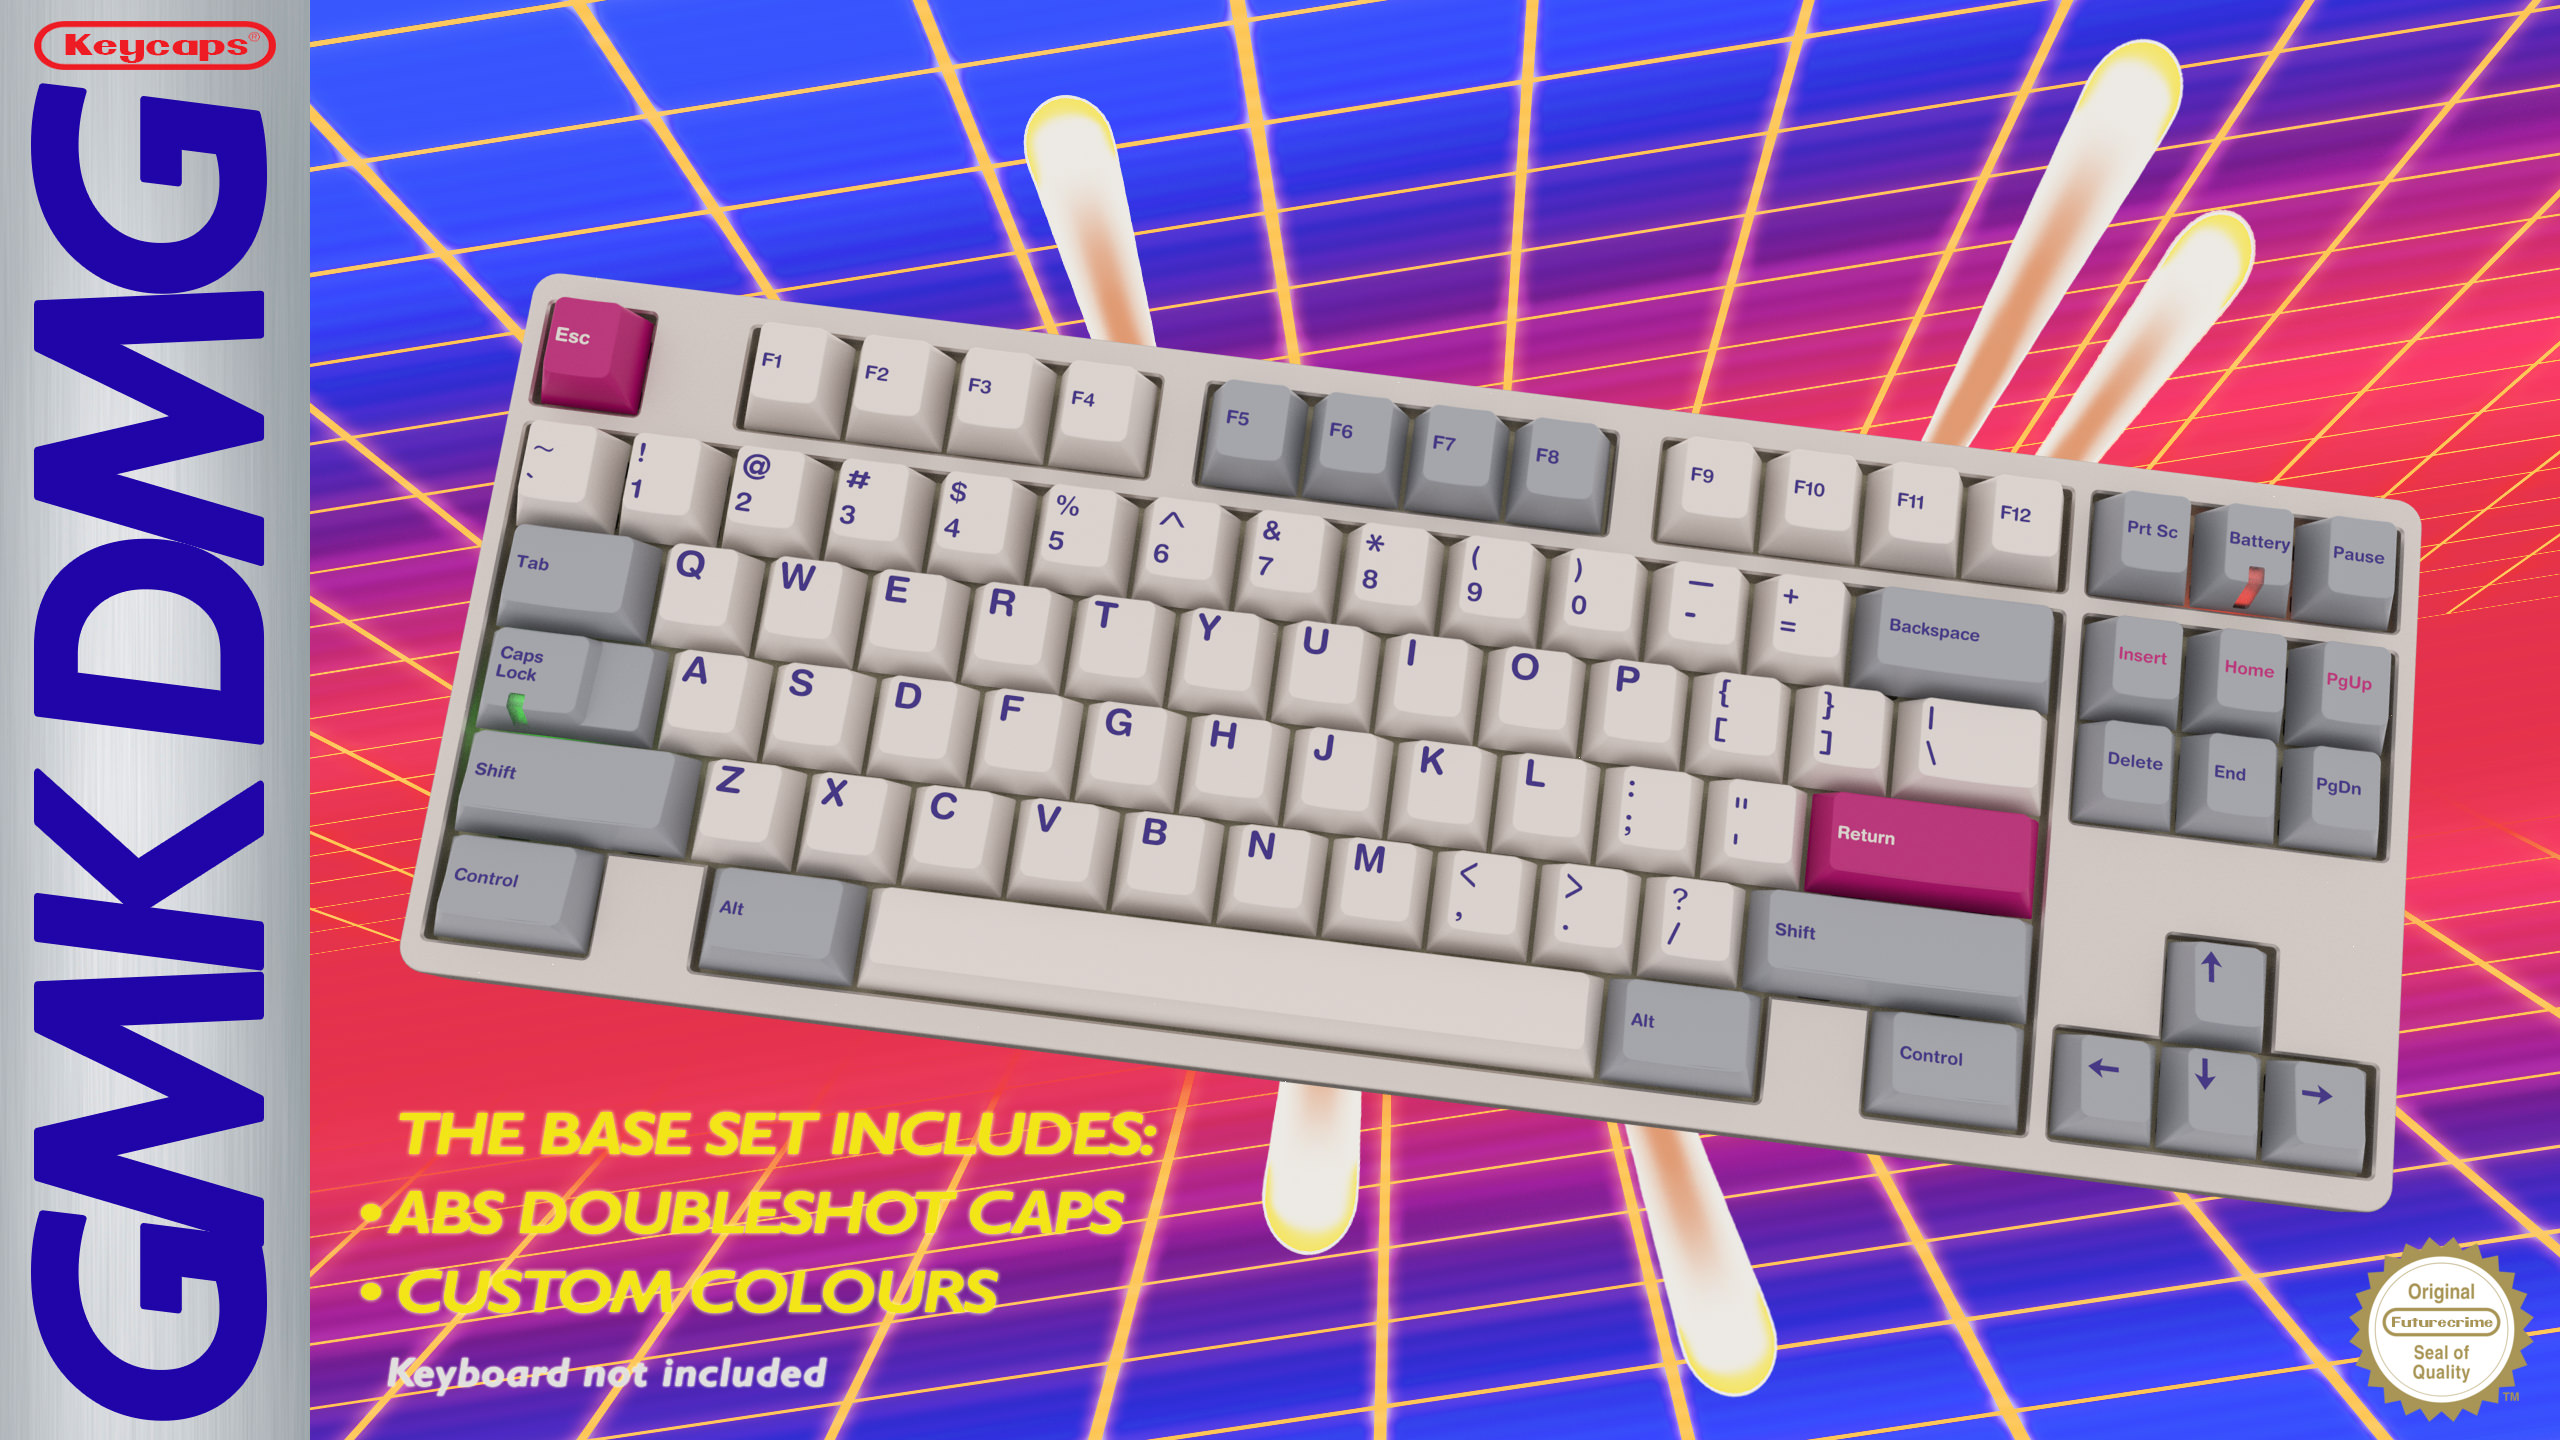 Keycaps®
GMK DMG
Esc F1 F2 F3 F4 F5 F6 F7 F8 F9 F10 F11 F12 Prt Sc Battery Pause
~ ! @ # $ % ^ & * ( ) — +
` 1 2 3 4 5 6 7 8 9 0 - = Backspace Insert Home PgUp
Tab Q W E R T Y U I O P { } |
[ ] \ Delete End PgDn
Caps
Lock A S D F G H J K L : " Return
; '
Shift Z X C V B N M < > ? Shift ↑
, . /
Control Alt Alt Control ← ↓ →
THE BASE SET INCLUDES:
• ABS DOUBLESHOT CAPS
• CUSTOM COLOURS
Keyboard not included
Original
Futurecrime
Seal of
Quality
TM